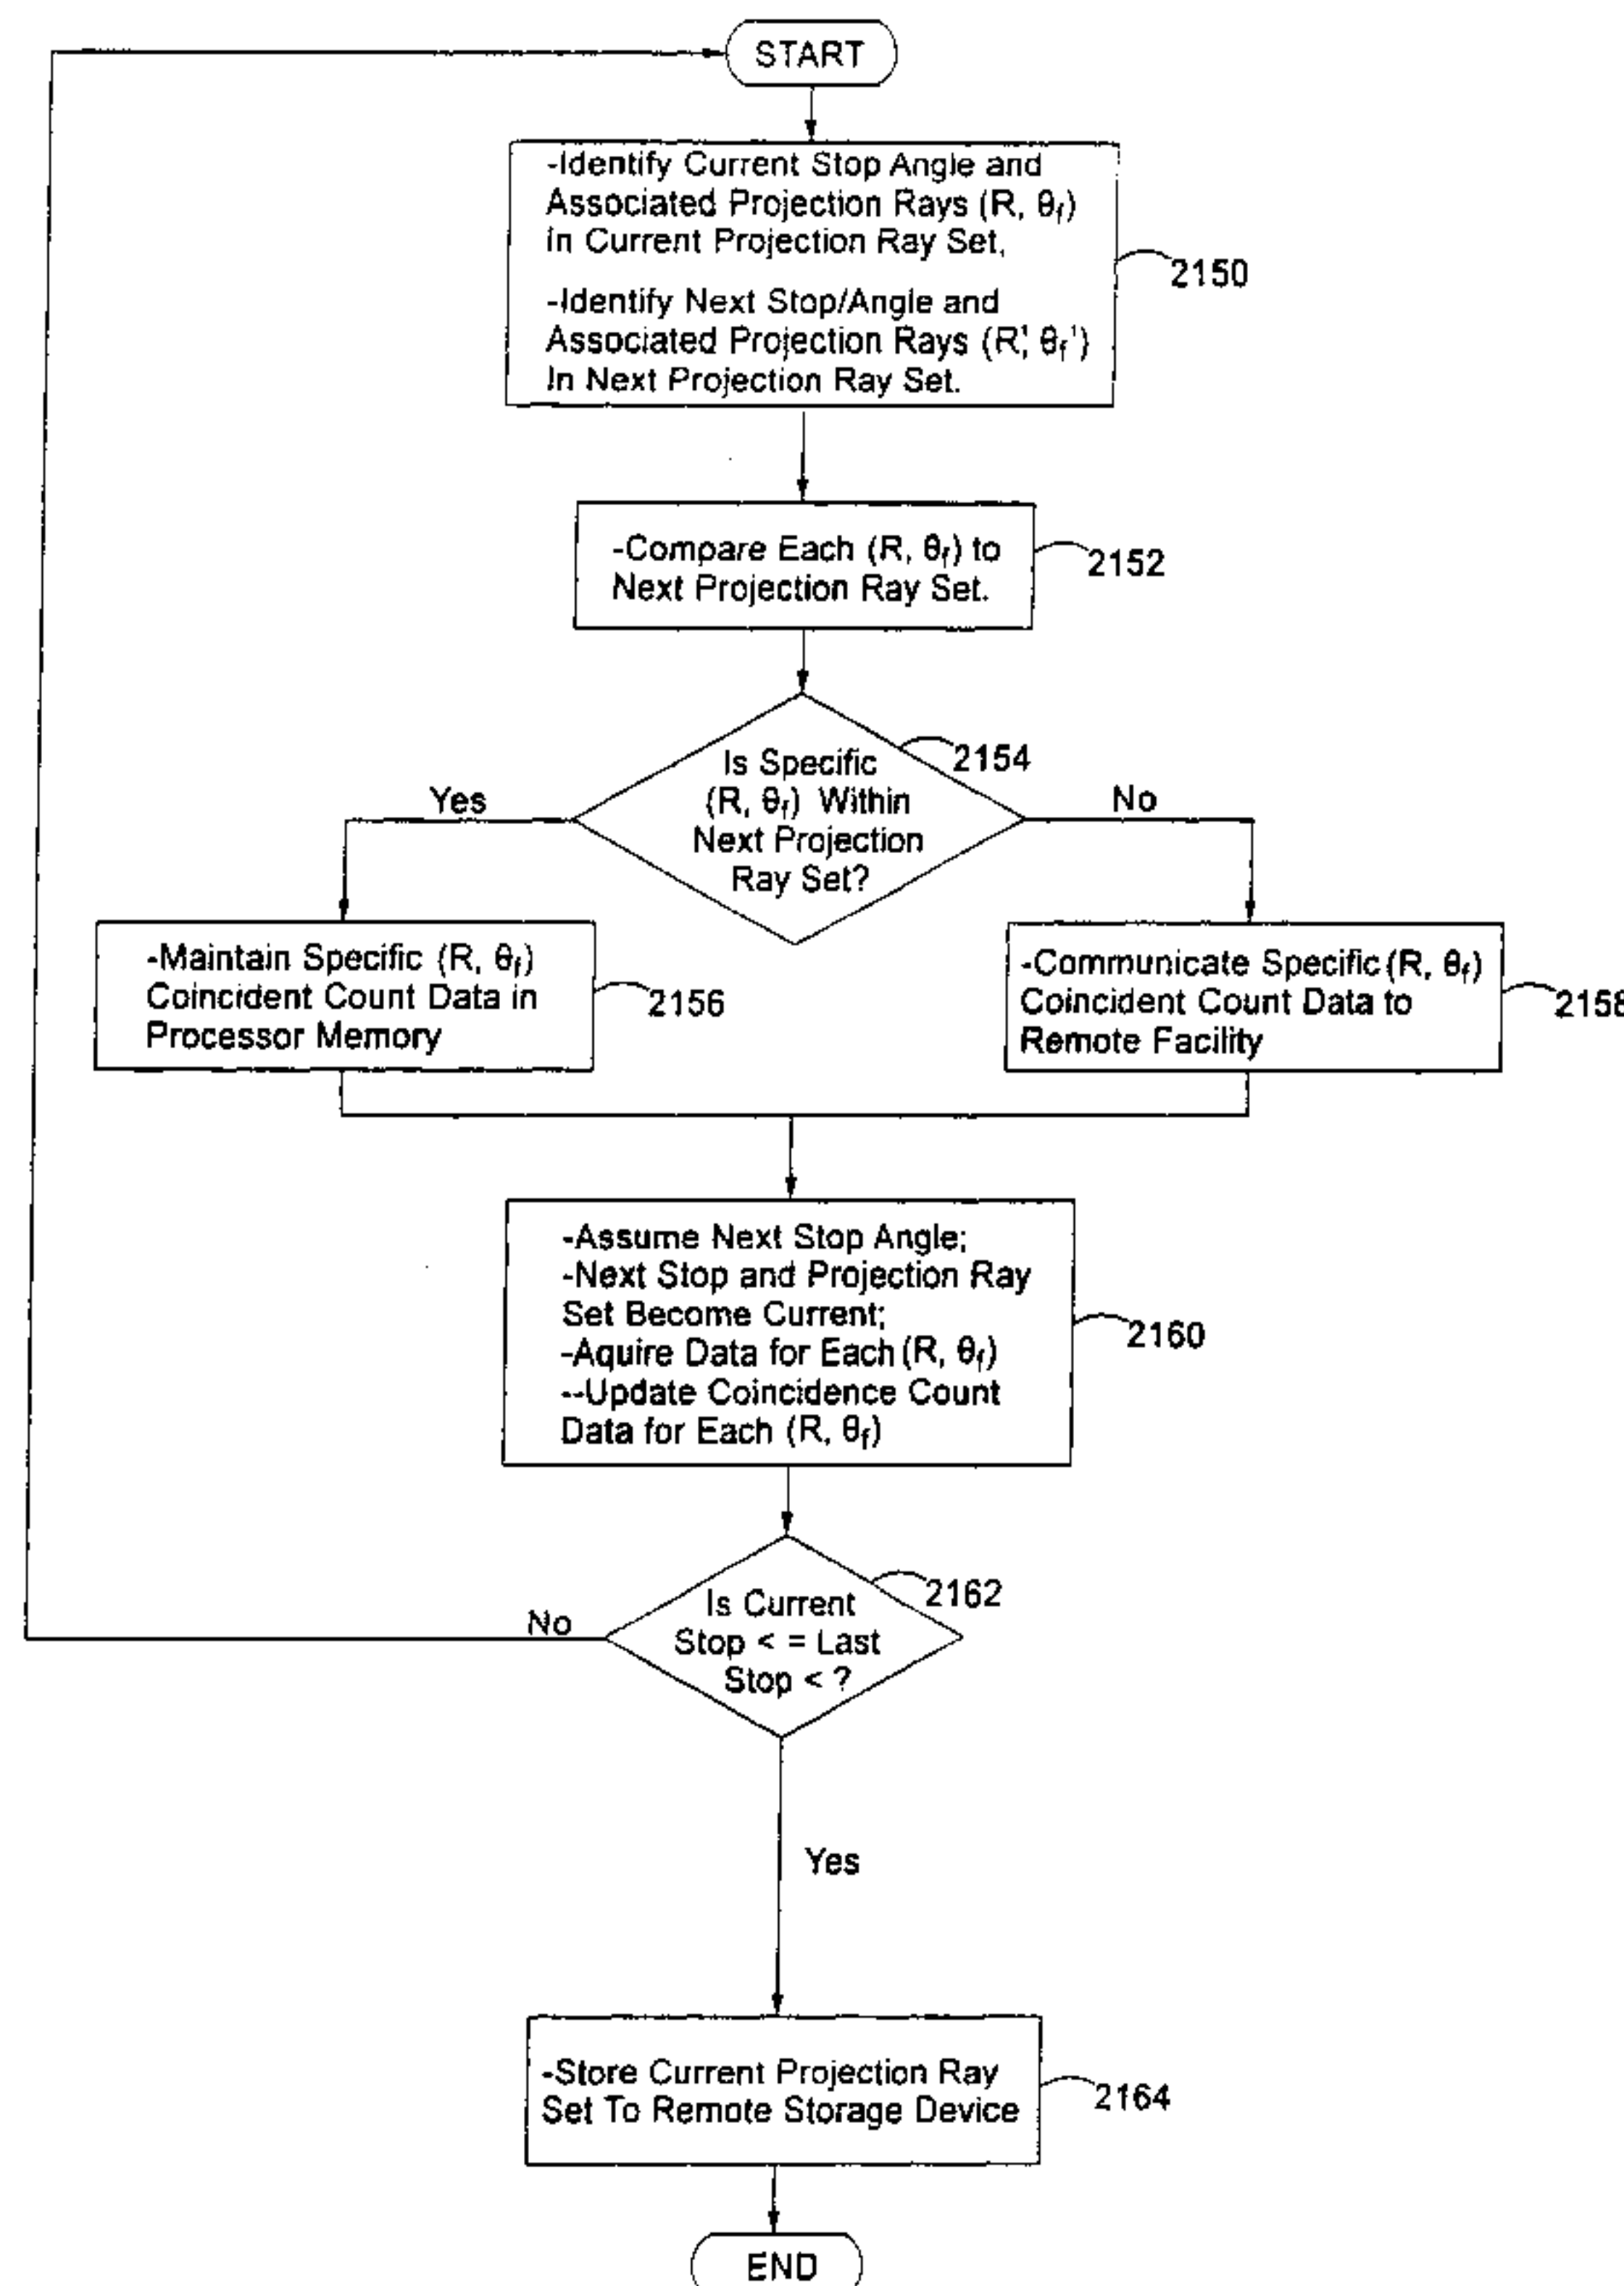 START
-Identify Current Stop Angle and
Associated Projection Rays (R, θf)
In Current Projection Ray Set,
2150
-Identify Next Stop/Angle and
Associated Projection Rays (R', θf')
In Next Projection Ray Set.
-Compare Each (R, θf) to
Next Projection Ray Set.
2152
Is Specific
(R, θf) Within
Next Projection
Ray Set?
2154
Yes
No
-Maintain Specific (R, θf)
Coincident Count Data in
Processor Memory
2156
-Communicate Specific (R, θf)
Coincident Count Data to
Remote Facility
2158
-Assume Next Stop Angle;
-Next Stop and Projection Ray
Set Become Current;
-Aquire Data for Each (R, θf)
--Update Coincidence Count
Data for Each (R, θf)
2160
Is Current
Stop < = Last
Stop < ?
2162
No
Yes
-Store Current Projection Ray
Set To Remote Storage Device
2164
END